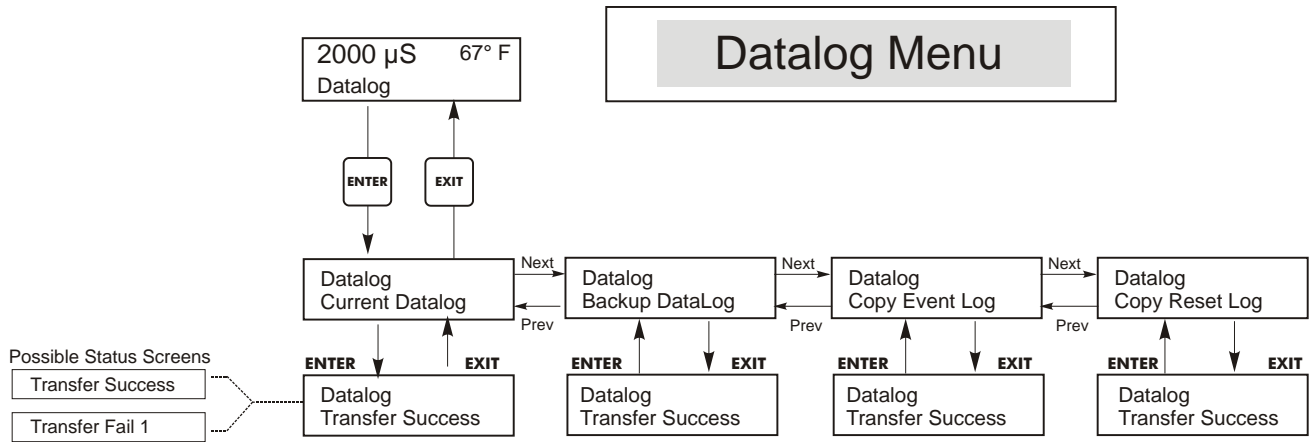 Datalog Menu
2000 µS 67° F
Datalog
ENTER EXIT
Datalog
Current Datalog
Next
Prev
Datalog
Backup DataLog
Next
Prev
Datalog
Copy Event Log
Next
Prev
Datalog
Copy Reset Log
Possible Status Screens
Transfer Success
Transfer Fail 1
ENTER EXIT
Datalog
Transfer Success
ENTER EXIT
Datalog
Transfer Success
ENTER EXIT
Datalog
Transfer Success
ENTER EXIT
Datalog
Transfer Success